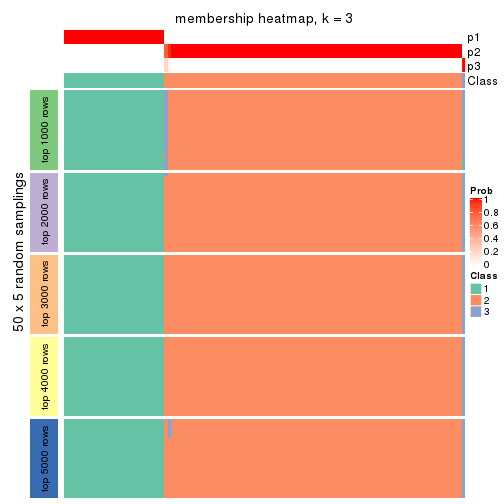 membership heatmap, k = 3
p1
p2
p3
Class
50 x 5 random samplings
top 1000 rows
top 2000 rows
top 3000 rows
top 4000 rows
top 5000 rows
Prob
1
0.8
0.6
0.4
0.2
0
Class
1
2
3